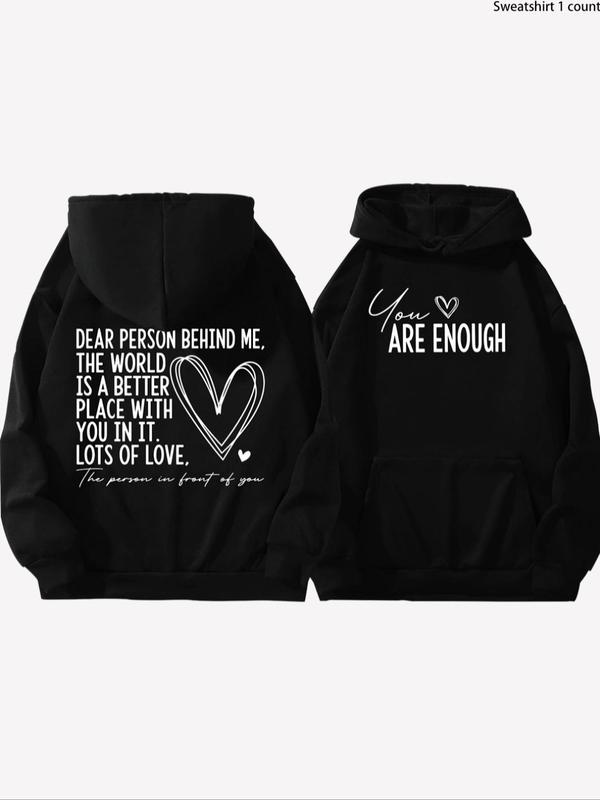 Sweatshirt 1 count
DEAR PERSON BEHIND ME,
THE WORLD
IS A BETTER
PLACE WITH
YOU IN IT.
LOTS OF LOVE,
The person in front of you
You
ARE ENOUGH